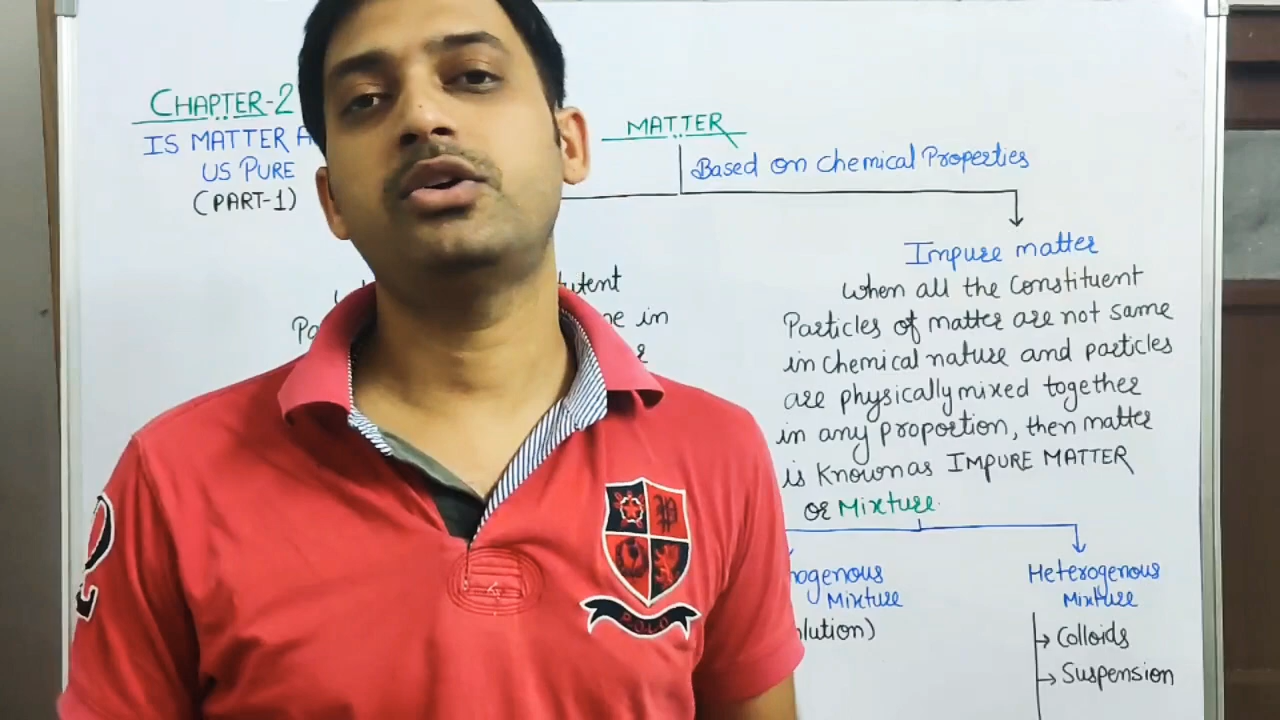 CHAPTER-2
IS MATTER A
US PURE
(PART-1)
MATTER
Based on Chemical Properties
Impure matter
When all the Constituent
Particles of matter are not same
in chemical nature and particles
are physically mixed together
in any proportion, then matter
is Known as IMPURE MATTER
or Mixture.
in
Mixture
Heterogenous
Mixture
Colloids
Suspension
P
POLO